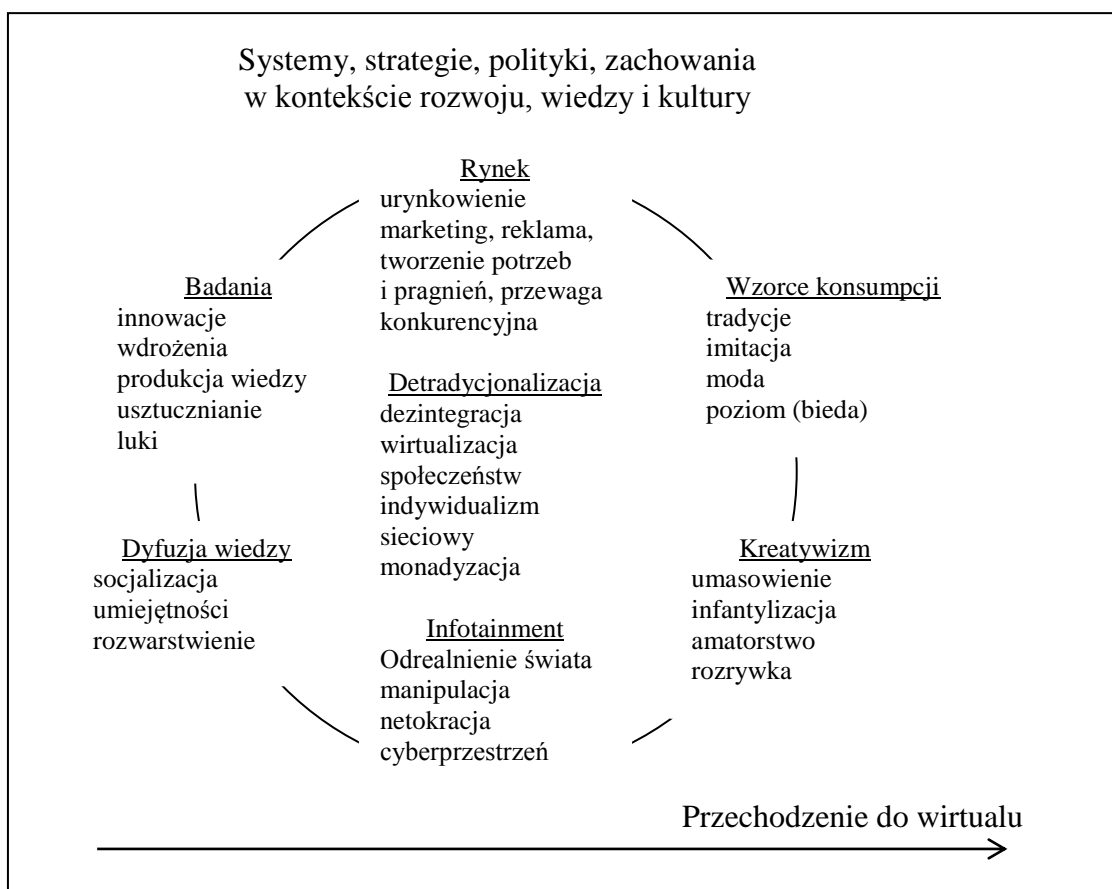 Systemy, strategie, polityki, zachowania
w kontekście rozwoju, wiedzy i kultury
Rynek
urynkowienie
marketing, reklama,
tworzenie potrzeb
i pragnień, przewaga
konkurencyjna
Badania
innowacje
wdrożenia
produkcja wiedzy
usztucznianie
luki
Wzorce konsumpcji
tradycje
imitacja
moda
poziom (bieda)
Detradycjonalizacja
dezintegracja
wirtualizacja
społeczeństw
indywidualizm
sieciowy
monadyzacja
Dyfuzja wiedzy
socjalizacja
umiejętności
rozwarstwienie
Kreatywizm
umasowienie
infantylizacja
amatorstwo
rozrywka
Infotainment
Odrealnienie świata
manipulacja
netokracja
cyberprzestrzeń
Przechodzenie do wirtualu